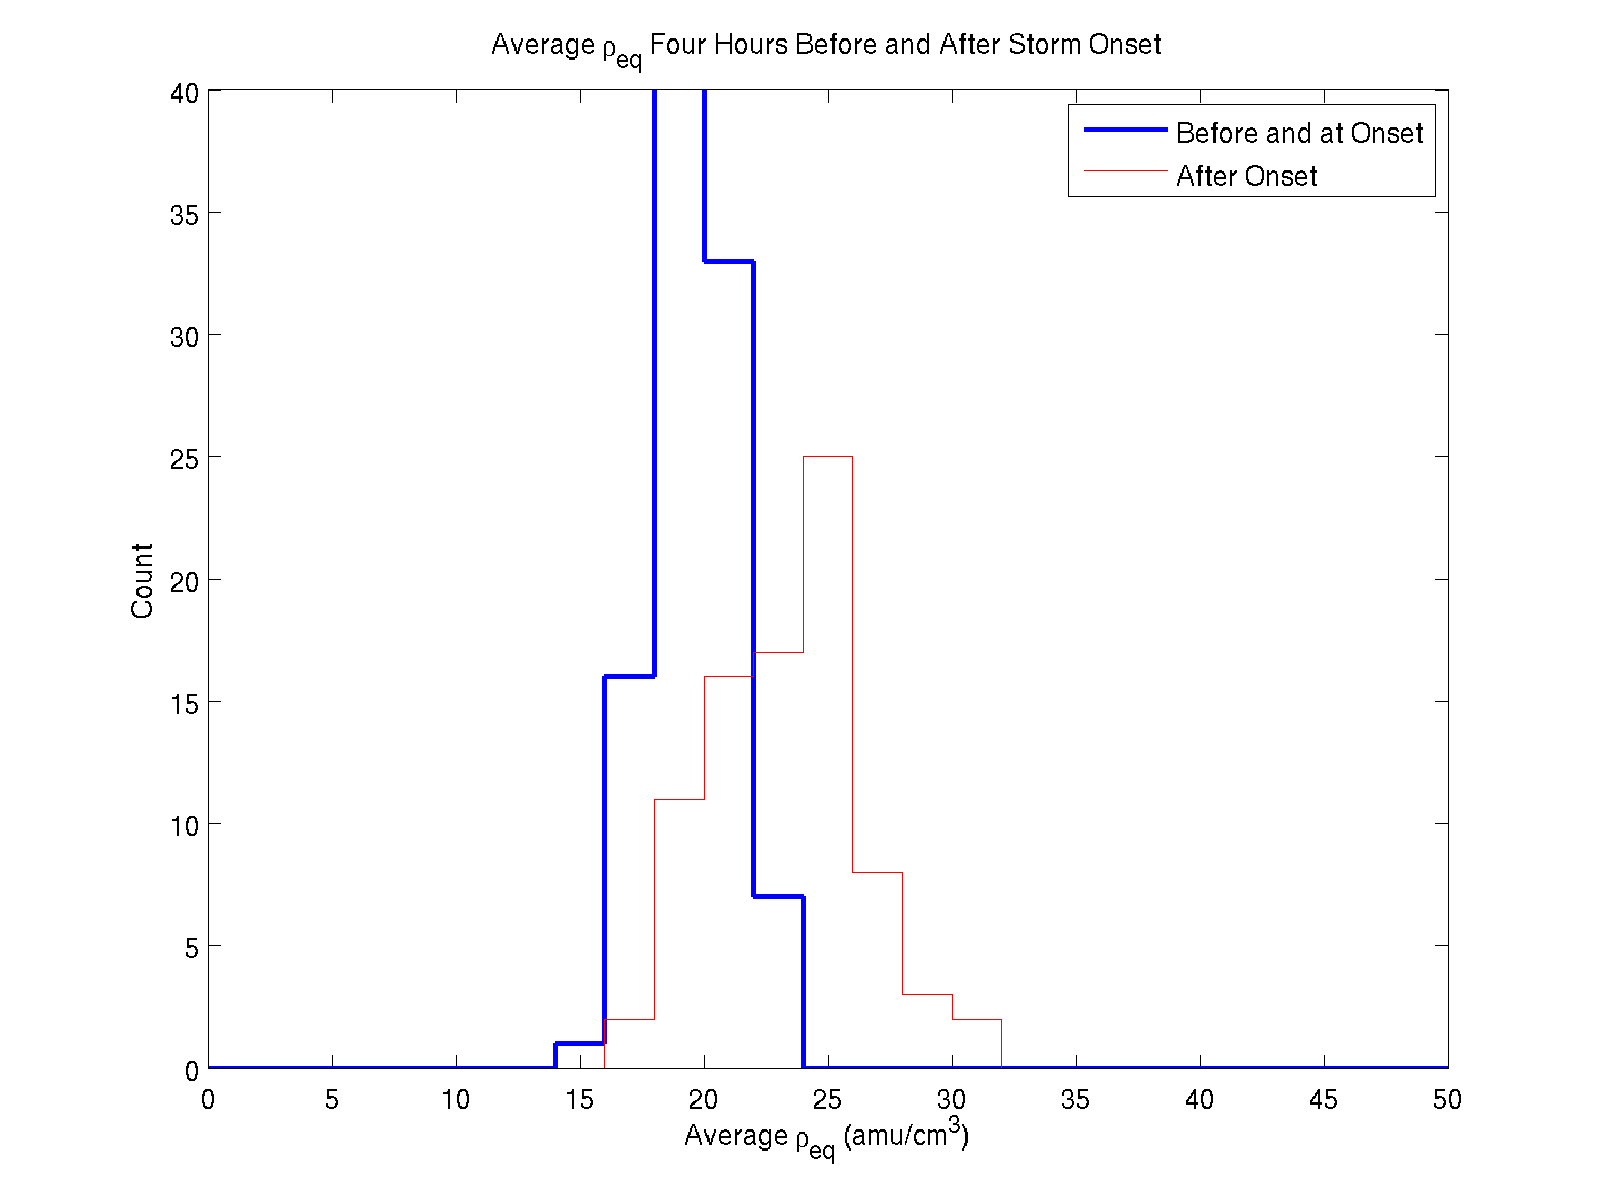 Average ρeq Four Hours Before and After Storm Onset
40
35
30
25
20
15
10
5
0
Count
Before and at Onset
After Onset
0 5 10 15 20 25 30 35 40 45 50
Average ρeq (amu/cm3)